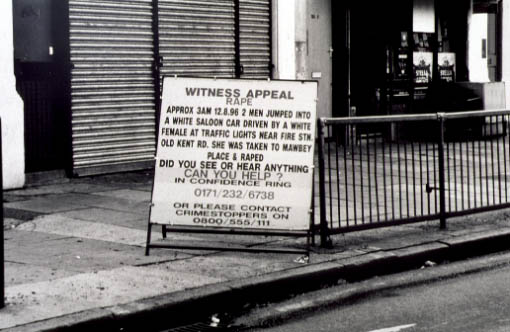 WITNESS APPEAL
RAPE
APPROX 3AM 12.8.96 2 MEN JUMPED INTO
A WHITE SALOON CAR DRIVEN BY A WHITE
FEMALE AT TRAFFIC LIGHTS NEAR FIRE STN.
OLD KENT RD. SHE WAS TAKEN TO MAWBEY
PLACE & RAPED
DID YOU SEE OR HEAR ANYTHING
CAN YOU HELP ?
IN CONFIDENCE RING
0171/232/6738
OR PLEASE CONTACT
CRIMESTOPPERS ON
0800/555/111
STELLA STELLA